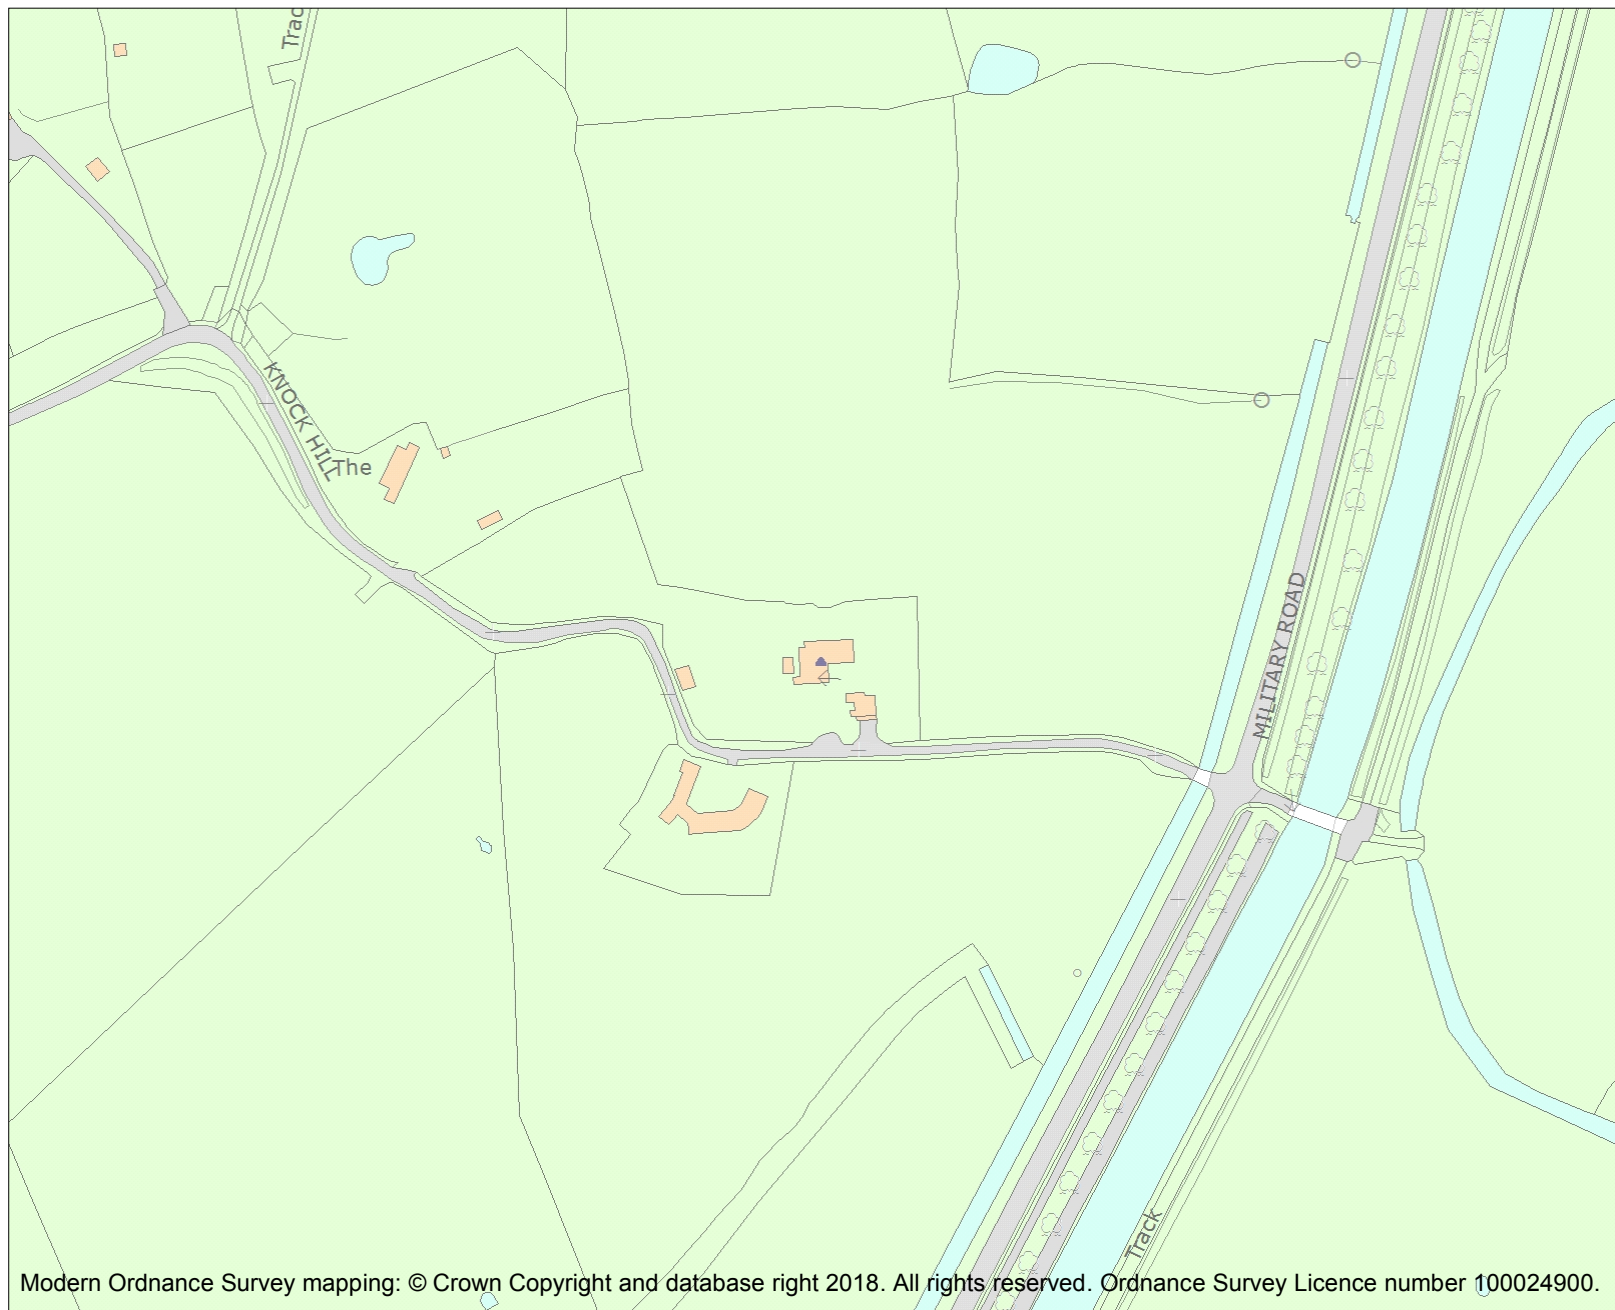 Trac
KNOCK HILL
The
MILITARY ROAD
Track
Modern Ordnance Survey mapping: © Crown Copyright and database right 2018. All rights reserved. Ordnance Survey Licence number 100024900.